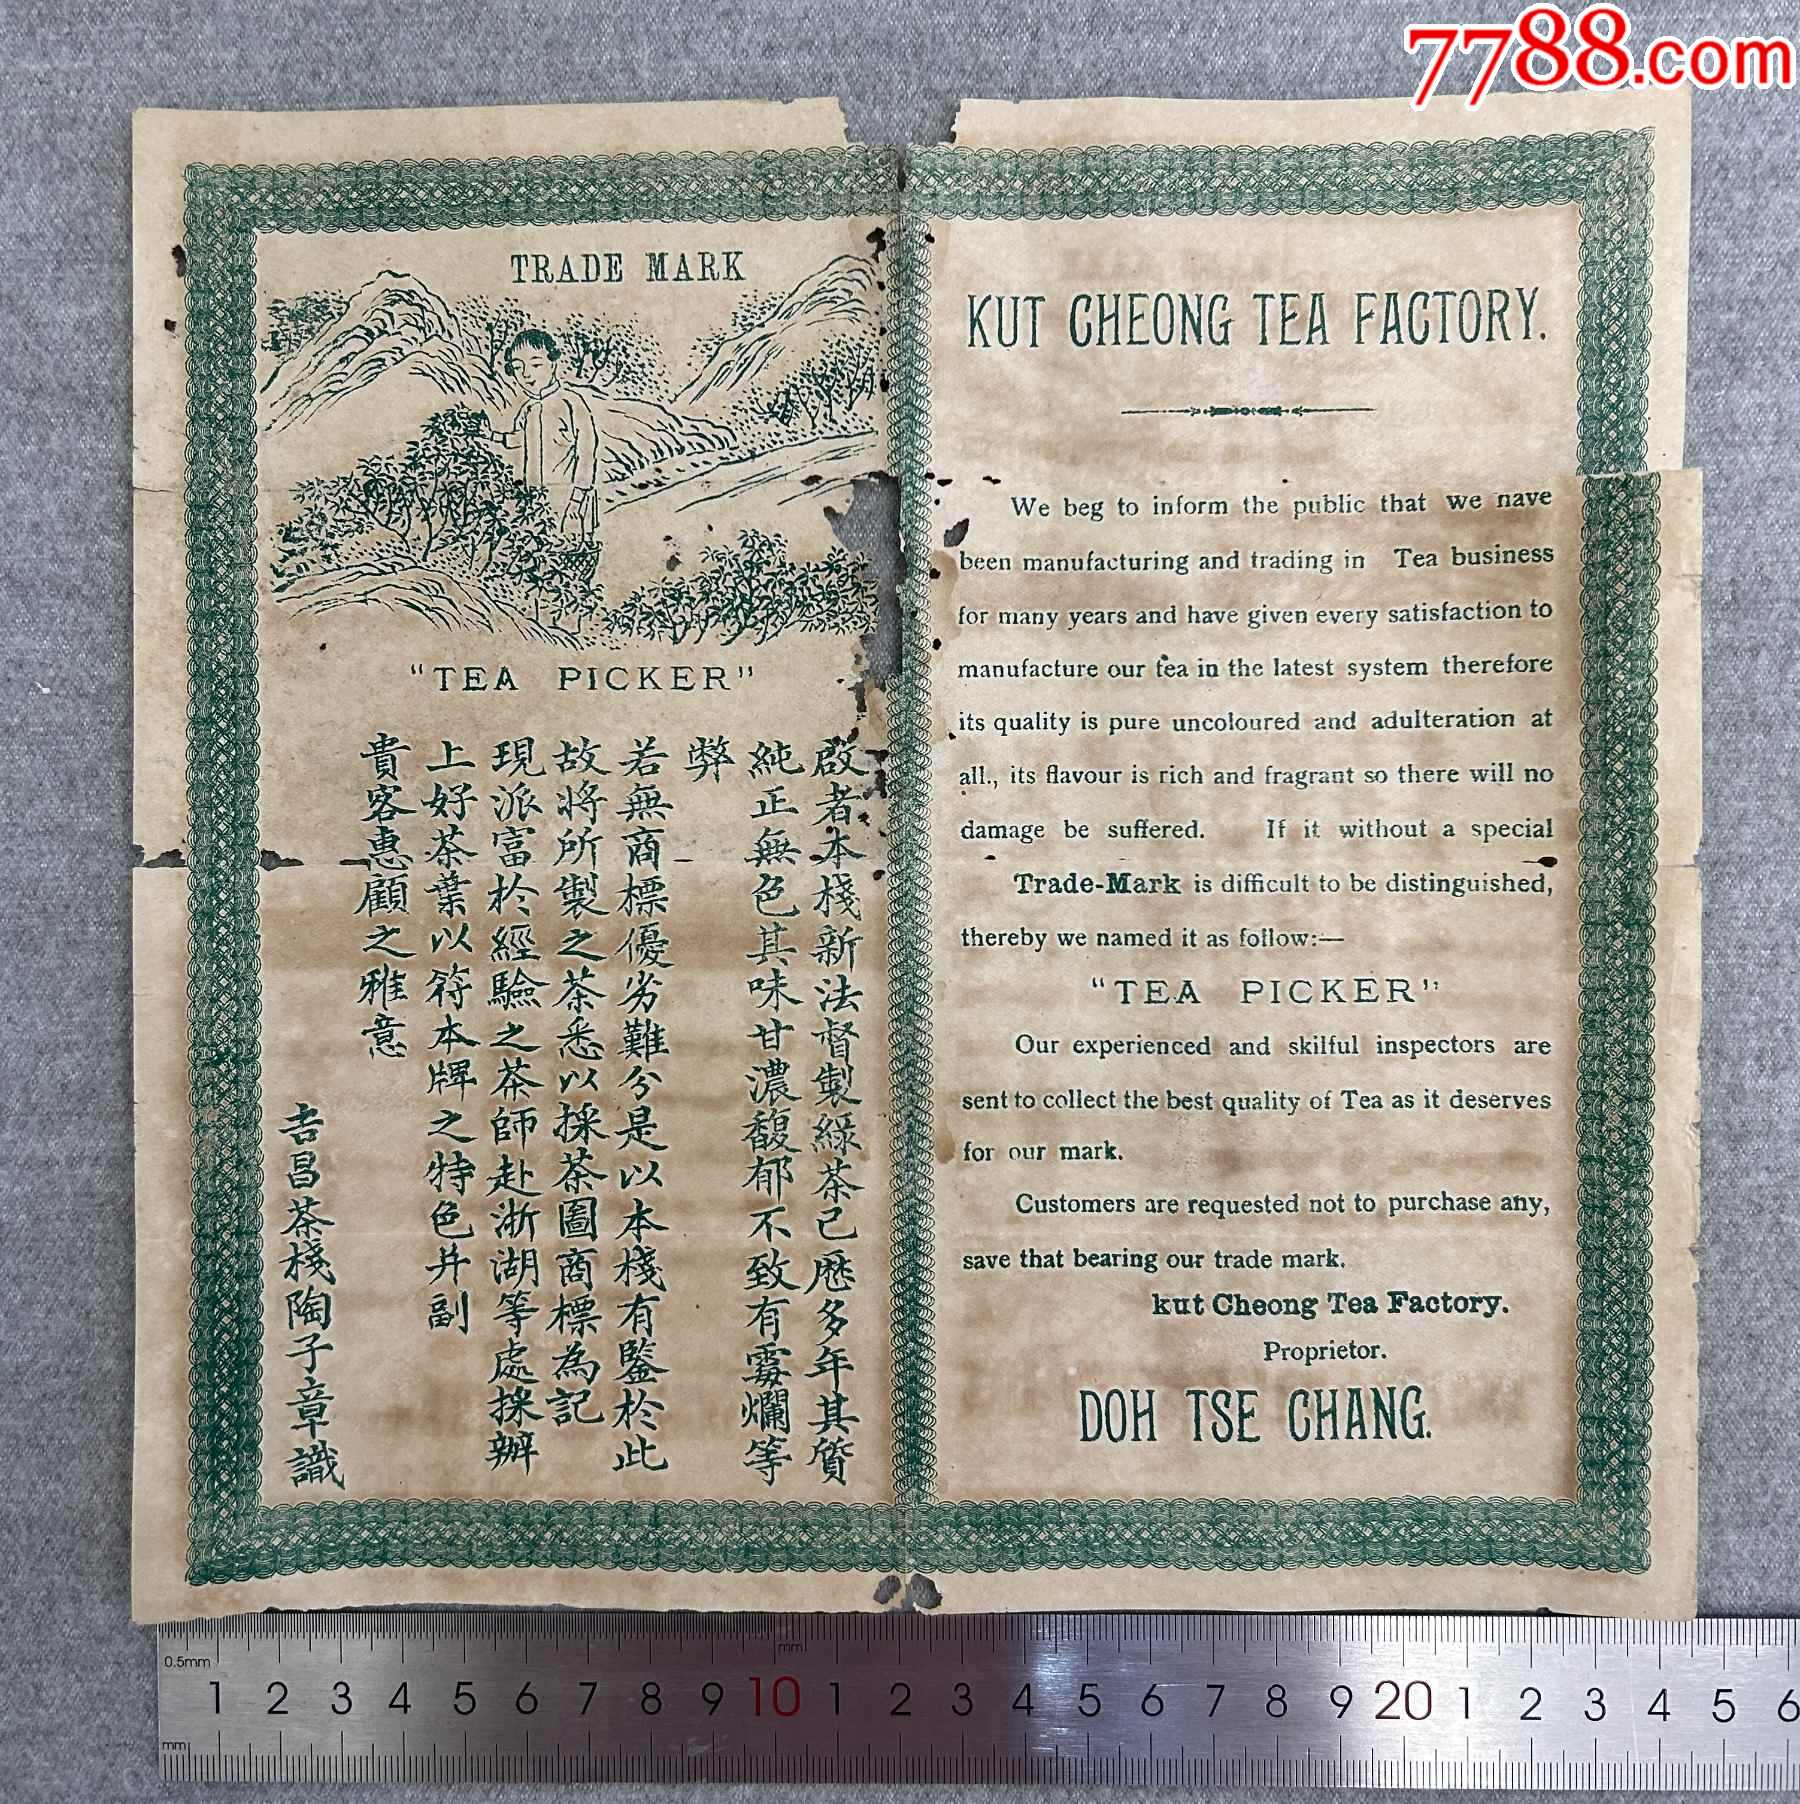 7788.com
TRADE MARK
"TEA PICKER"
啟者本棧新法督製綠茶已歷多年其質
純正無色其味甘濃馥郁不致有霉爛等
弊
若無商標優劣難分是以本棧有鑒於此
故將所製之茶悉以採茶圖商標為記
現派富於經驗之茶師赴浙湖等處採辦
上好茶葉以符本牌之特色并副
貴客惠顧之雅意
吉昌茶棧陶子章識
KUT CHEONG TEA FACTORY.
We beg to inform the public that we nave
been manufacturing and trading in Tea business
for many years and have given every satisfaction to
manufacture our tea in the latest system therefore
its quality is pure uncoloured and adulteration at
all., its flavour is rich and fragrant so there will no
damage be suffered. If it without a special
Trade-Mark is difficult to be distinguished,
thereby we named it as follow:—
"TEA PICKER"
Our experienced and skilful inspectors are
sent to collect the best quality of Tea as it deserves
for our mark.
Customers are requested not to purchase any,
save that bearing our trade mark.
kut Cheong Tea Factory.
Proprietor.
DOH TSE CHANG.
mm
0.5mm
1 2 3 4 5 6 7 8 9 10 1 2 3 4 5 6 7 8 9 20 1 2 3 4 5 6
mm